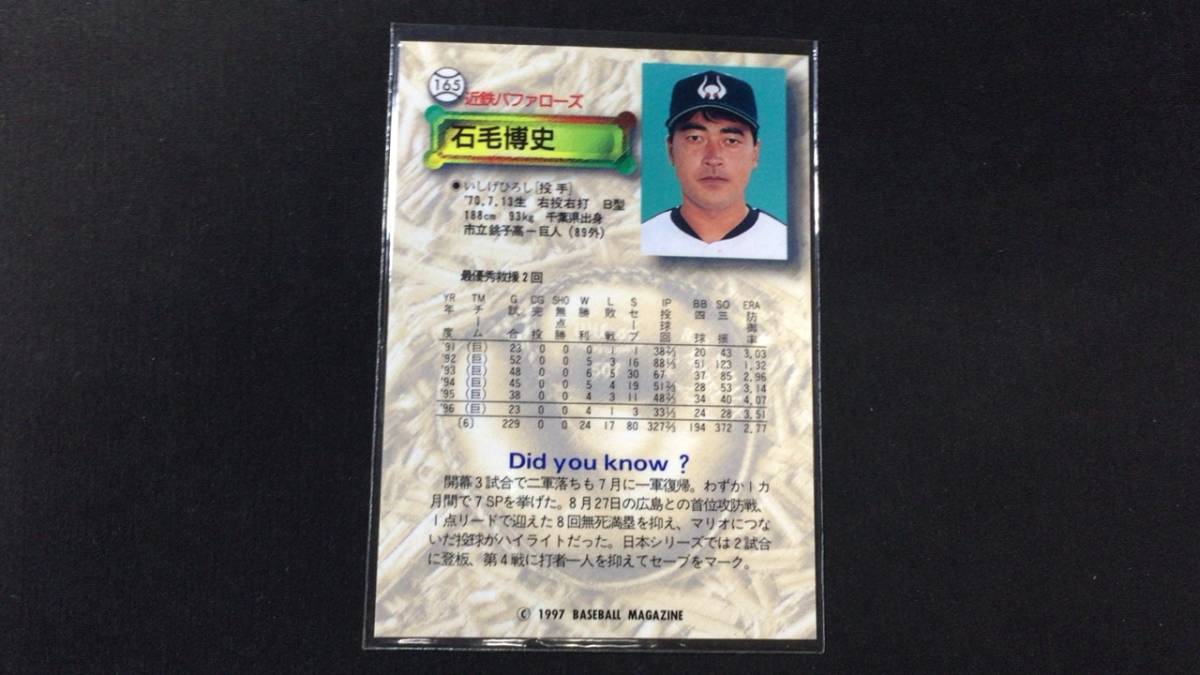 165
近鉄バファローズ
石毛博史
●いしげひろし[投手]
'70.7.13生 右投右打 B型
188cm 93kg 千葉県出身
市立銚子高ー巨人(89外)
最優秀救援2回
YR TM G CG SHO W L S IP BB SO ERA
年度 チーム 試合 完投 無点勝 勝利 敗戦 セーブ 投球回 四球 三振 防御率
'91 (巨) 23 0 0 0 1 1 38⅔ 20 43 3.03
'92 (巨) 52 0 0 5 3 16 88⅓ 51 123 1.32
'93 (巨) 48 0 0 6 5 30 67 37 85 2.96
'94 (巨) 45 0 0 5 4 19 51⅔ 28 53 3.14
'95 (巨) 38 0 0 4 3 11 48⅔ 34 40 4.07
'96 (巨) 23 0 0 4 1 3 33⅓ 24 28 3.51
(6) 229 0 0 24 17 80 327⅔ 194 372 2.77
Did you know ?
開幕3試合で二軍落ちも7月に一軍復帰。わずか1カ
月間で7SPを挙げた。8月27日の広島との首位攻防戦、
1点リードで迎えた8回無死満塁を抑え、マリオにつな
いだ投球がハイライトだった。日本シリーズでは2試合
に登板、第4戦に打者一人を抑えてセーブをマーク。
© 1997 BASEBALL MAGAZINE